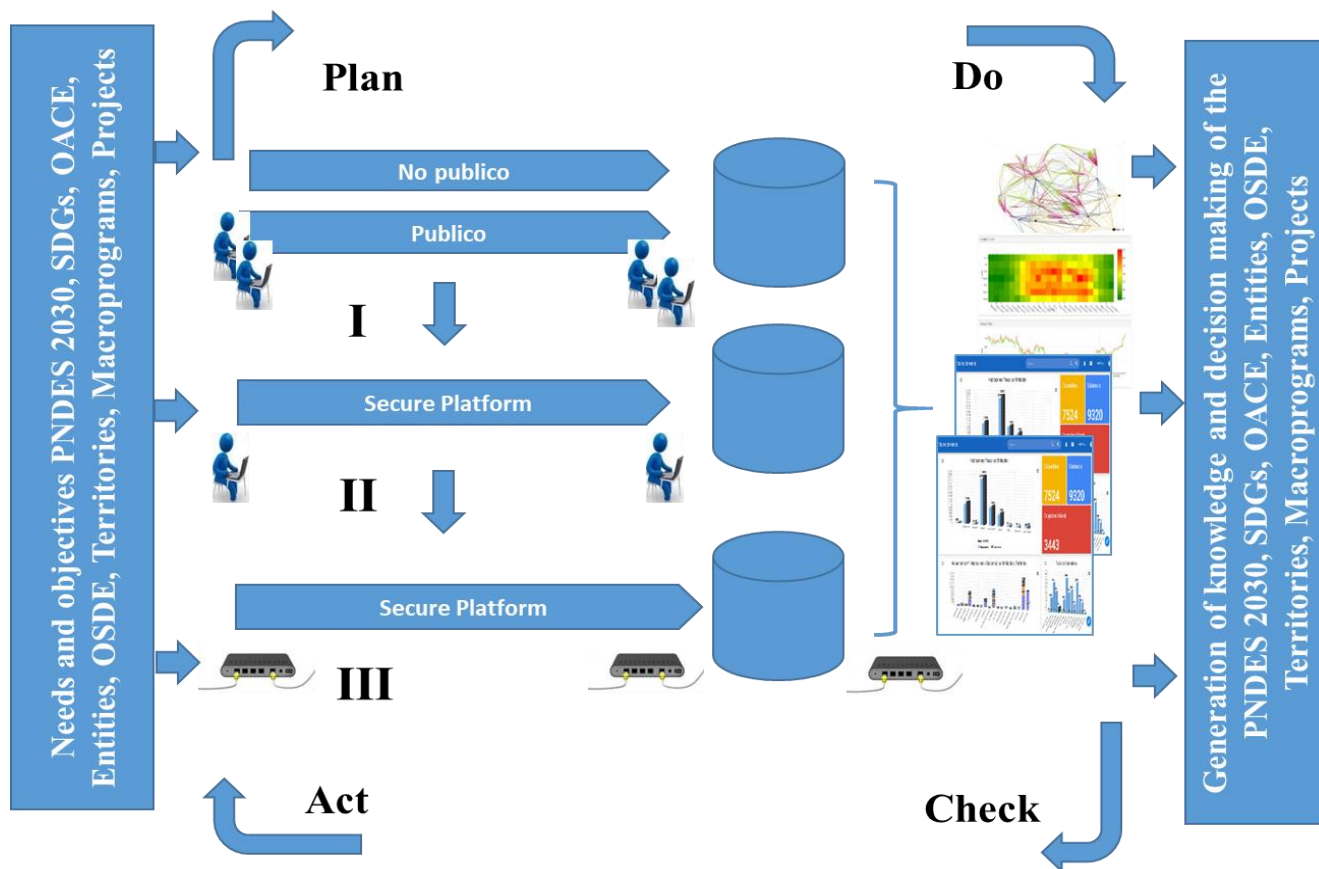 Needs and objectives PNDES 2030, SDGs, OACE,
Entities, OSDE, Territories, Macroprograms, Projects
Plan
Do
No publico
Publico
I
Secure Platform
II
Secure Platform
III
7524
9320
7524
9320
3443
Act
Check
Generation of knowledge and decision making of the
PNDES 2030, SDGs, OACE, Entities, OSDE,
Territories, Macroprograms, Projects